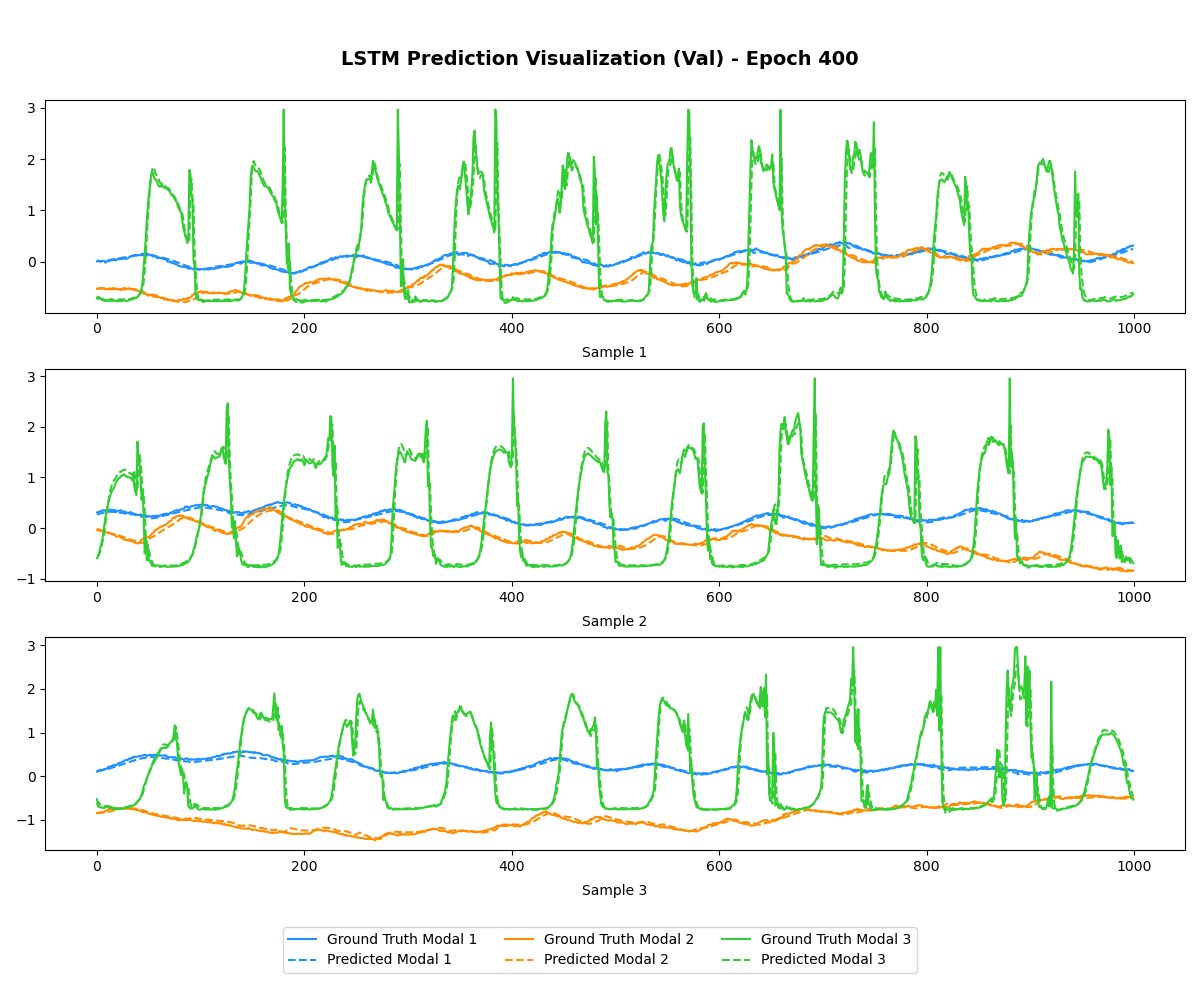 LSTM Prediction Visualization (Val) - Epoch 400
3
2
1
0
0 200 400 600 800 1000
Sample 1
3
2
1
0
−1
0 200 400 600 800 1000
Sample 2
3
2
1
0
−1
0 200 400 600 800 1000
Sample 3
Ground Truth Modal 1 Ground Truth Modal 2 Ground Truth Modal 3
Predicted Modal 1 Predicted Modal 2 Predicted Modal 3